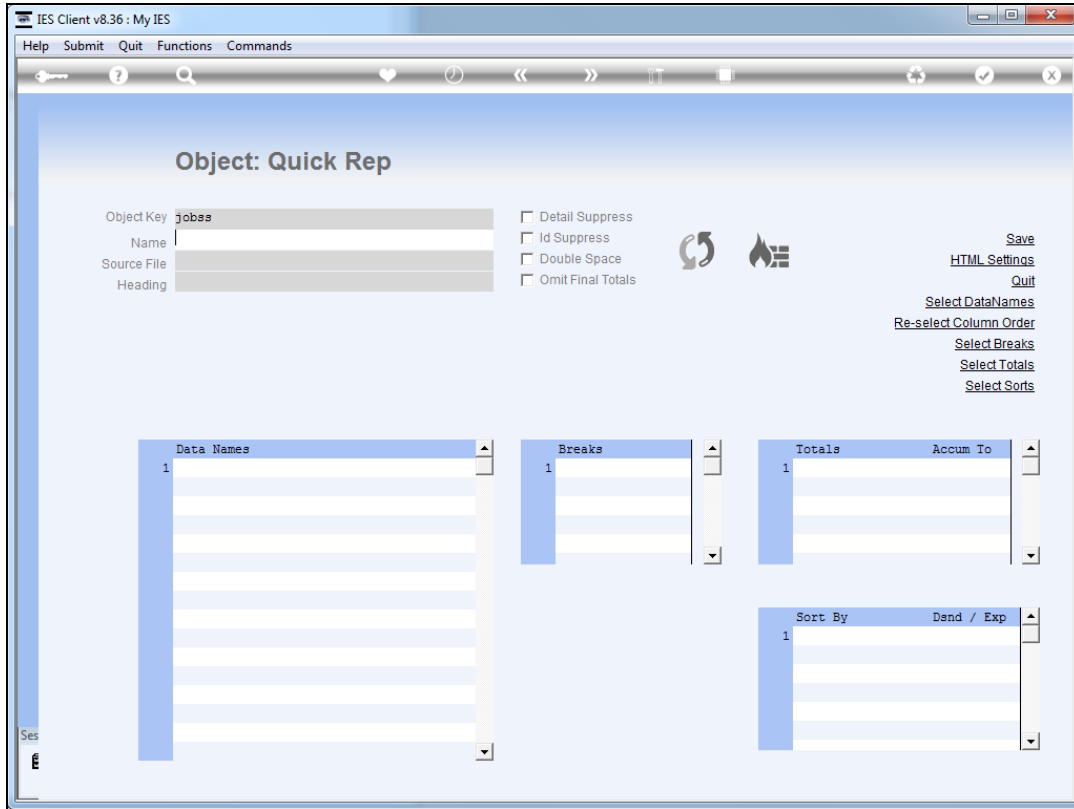 IES Client v8.36 : My IES
Help Submit Quit Functions Commands
Object: Quick Rep
Object Key jobss
Name
Source File
Heading
Detail Suppress
Id Suppress
Double Space
Omit Final Totals
Save
HTML Settings
Quit
Select DataNames
Re-select Column Order
Select Breaks
Select Totals
Select Sorts
Data Names
1
Breaks
1
Totals Accum To
1
Sort By Dsnd / Exp
1
Ses